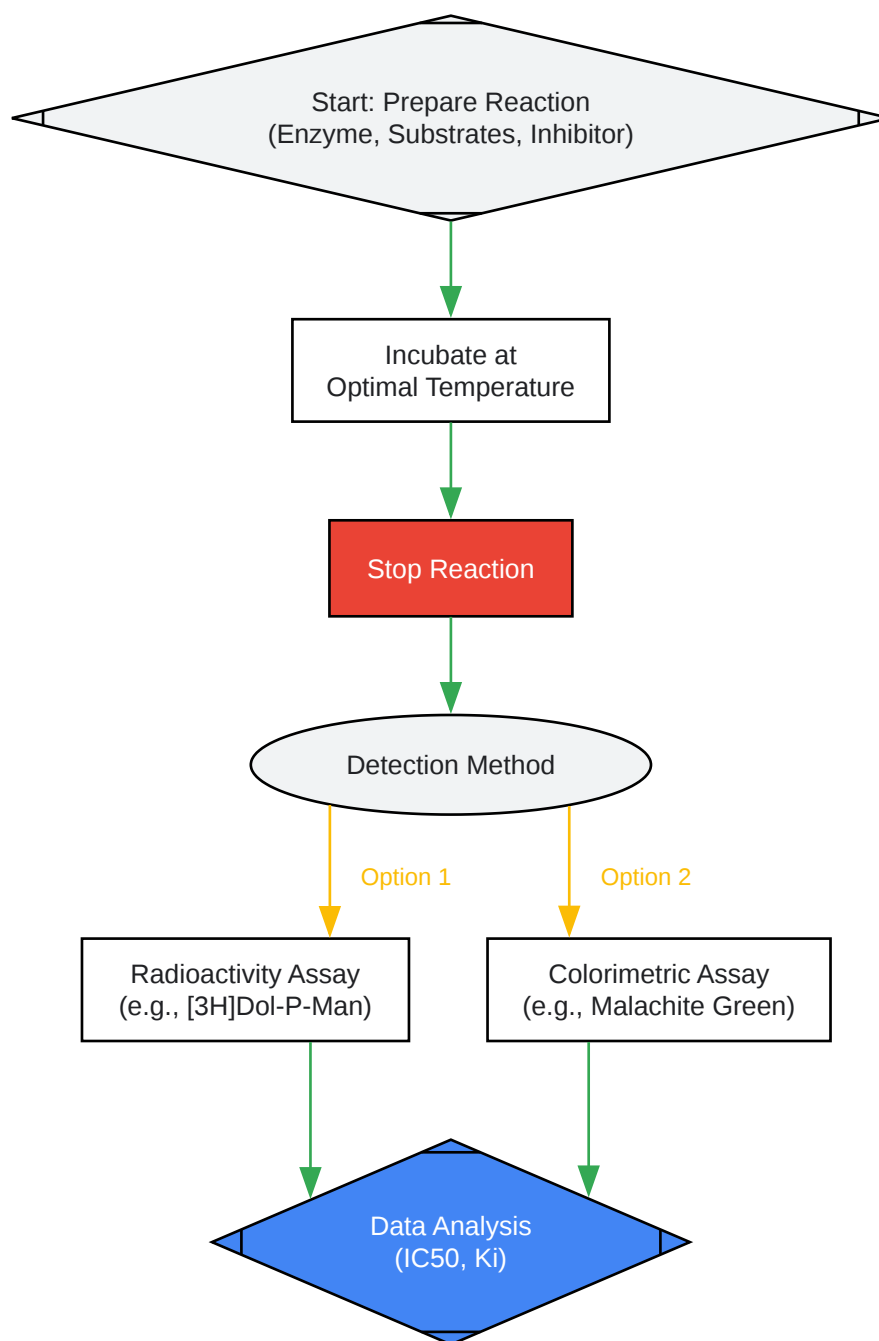 Start: Prepare Reaction
(Enzyme, Substrates, Inhibitor)
Incubate at
Optimal Temperature
Stop Reaction
Detection Method
Option 1
Option 2
Radioactivity Assay
(e.g., [3H]Dol-P-Man)
Colorimetric Assay
(e.g., Malachite Green)
Data Analysis
(IC50, Ki)